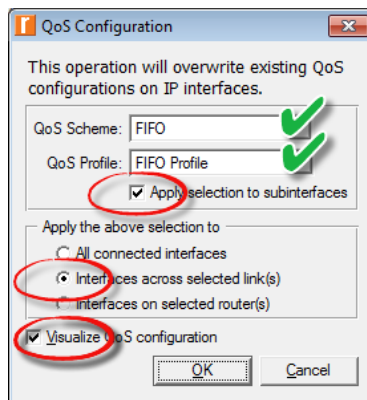 QoS Configuration
This operation will overwrite existing QoS
configurations on IP interfaces.
QoS Scheme: FIFO
QoS Profile: FIFO Profile
Apply selection to subinterfaces
Apply the above selection to
All connected interfaces
Interfaces across selected link(s)
Interfaces on selected router(s)
Visualize QoS configuration
OK Cancel